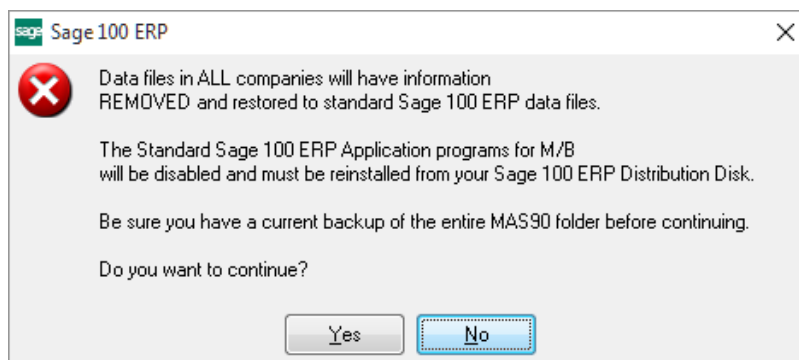 sage Sage 100 ERP
Data files in ALL companies will have information
REMOVED and restored to standard Sage 100 ERP data files.
The Standard Sage 100 ERP Application programs for M/B
will be disabled and must be reinstalled from your Sage 100 ERP Distribution Disk.
Be sure you have a current backup of the entire MAS90 folder before continuing.
Do you want to continue?
Yes No